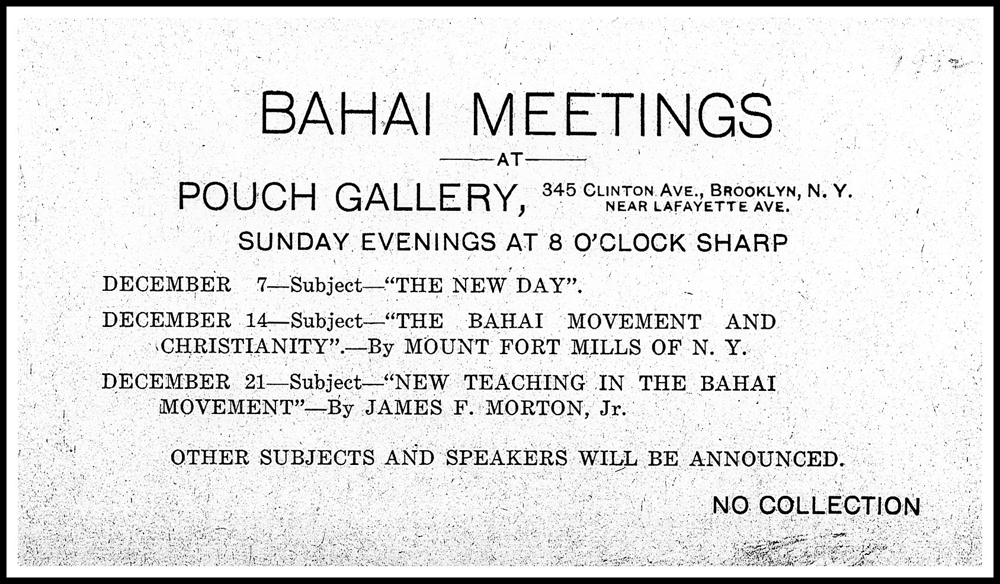 BAHAI MEETINGS
AT
POUCH GALLERY, 345 CLINTON AVE., BROOKLYN, N. Y.
NEAR LAFAYETTE AVE.
SUNDAY EVENINGS AT 8 O'CLOCK SHARP
DECEMBER 7—Subject—“THE NEW DAY”.
DECEMBER 14—Subject—“THE BAHAI MOVEMENT AND
CHRISTIANITY”.—By MOUNT FORT MILLS OF N. Y.
DECEMBER 21—Subject—“NEW TEACHING IN THE BAHAI
MOVEMENT”—By JAMES F. MORTON, Jr.
OTHER SUBJECTS AND SPEAKERS WILL BE ANNOUNCED.
NO COLLECTION